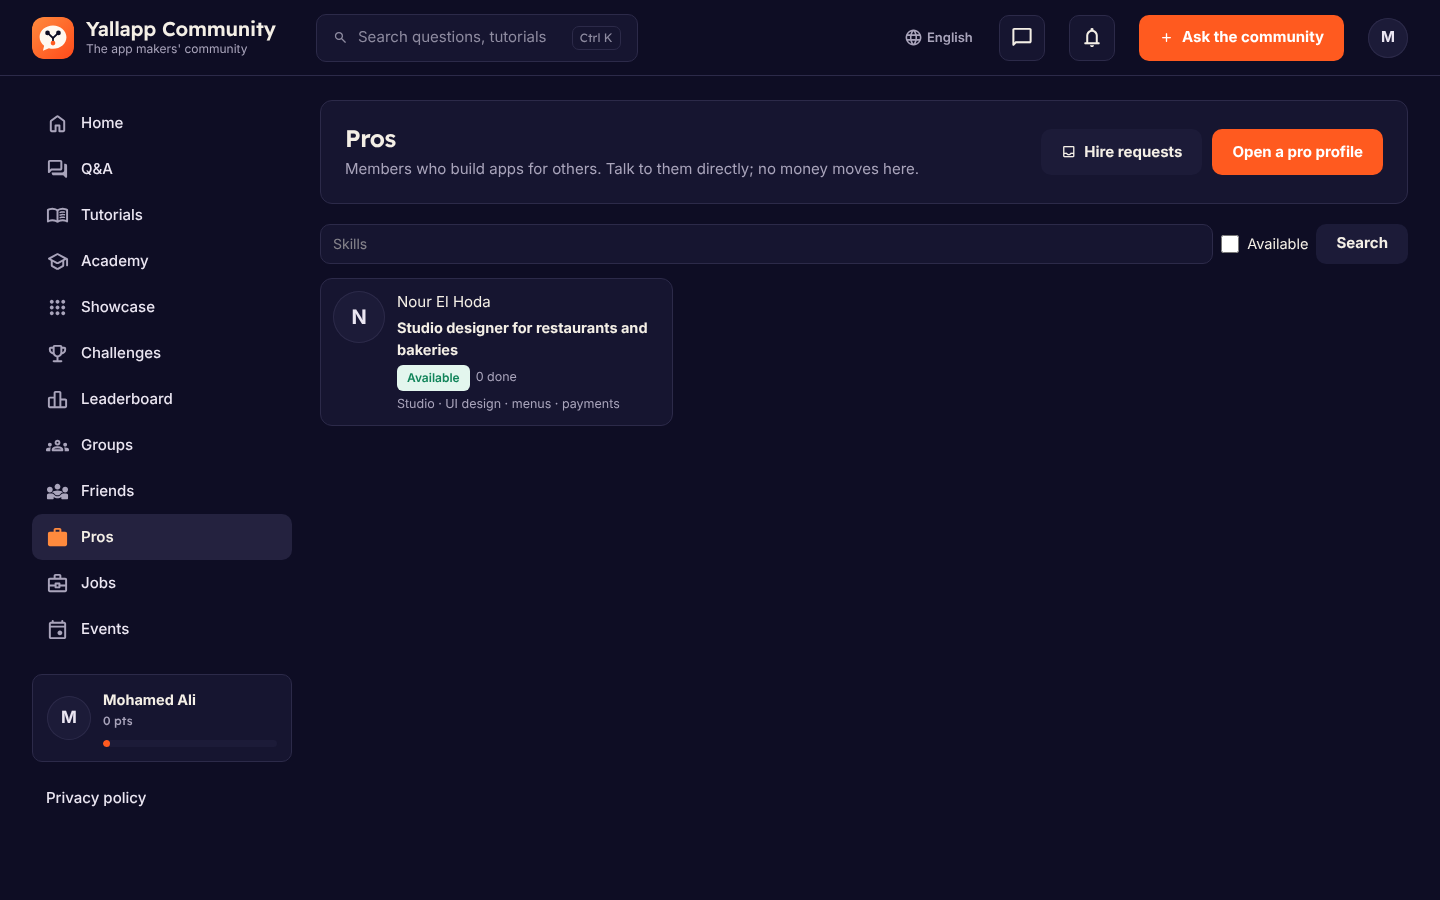 Yallapp Community
The app makers' community
Search questions, tutorials
Ctrl K
English
+ Ask the community
M
Home
Q&A
Tutorials
Academy
Showcase
Challenges
Leaderboard
Groups
Friends
Pros
Jobs
Events
M
Mohamed Ali
0 pts
Privacy policy
Pros
Members who build apps for others. Talk to them directly; no money moves here.
Hire requests
Open a pro profile
Skills
Available
Search
N
Nour El Hoda
Studio designer for restaurants and
bakeries
Available
0 done
Studio · UI design · menus · payments